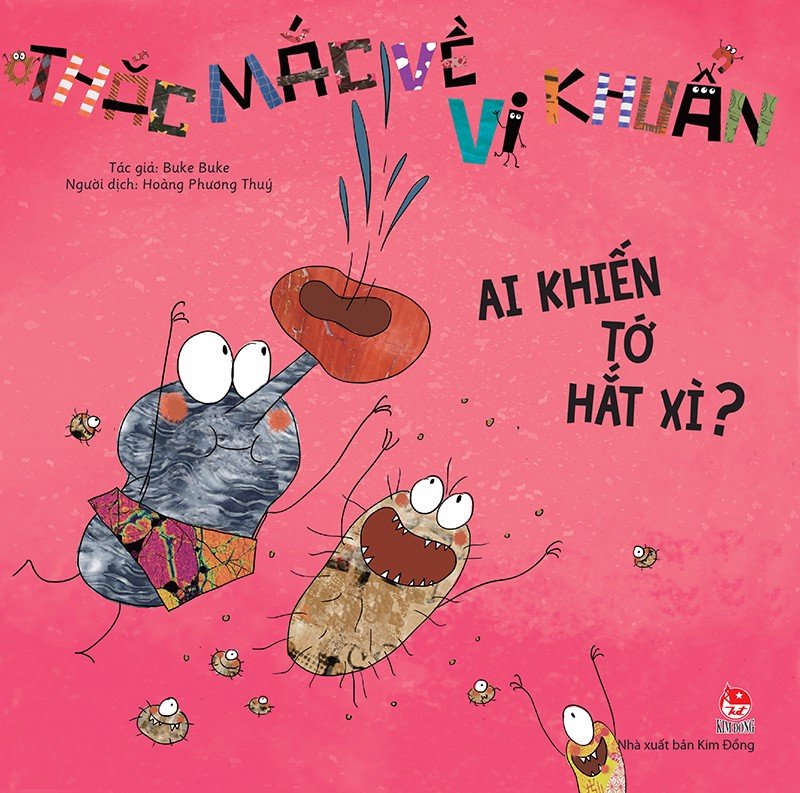 THẮC MẮC VỀ
VI KHUẨN
Tác giả: Buke Buke
Người dịch: Hoàng Phương Thuý
AI KHIẾN
TỚ
HẮT XÌ?
KIM ĐỒNG
Nhà xuất bản Kim Đồng